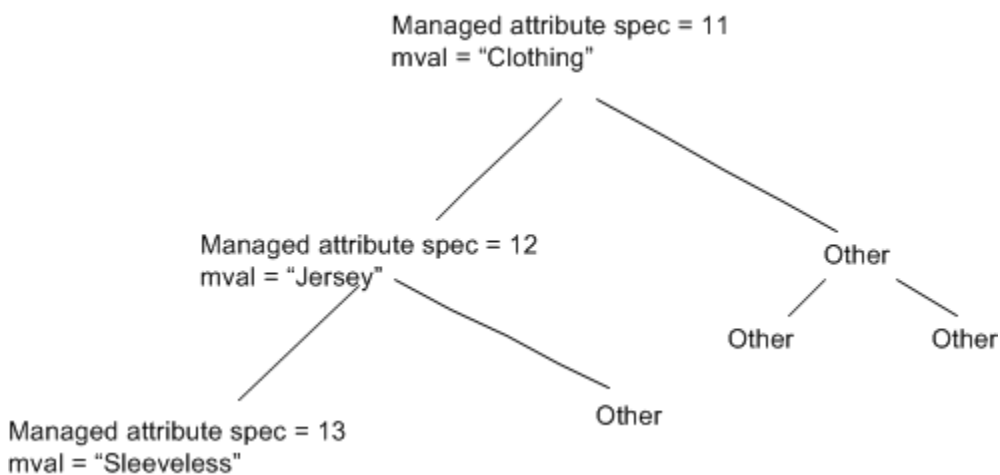 Managed attribute spec = 11
mval = “Clothing”
Managed attribute spec = 12
mval = “Jersey”
Other
Other
Other
Other
Managed attribute spec = 13
mval = “Sleeveless”